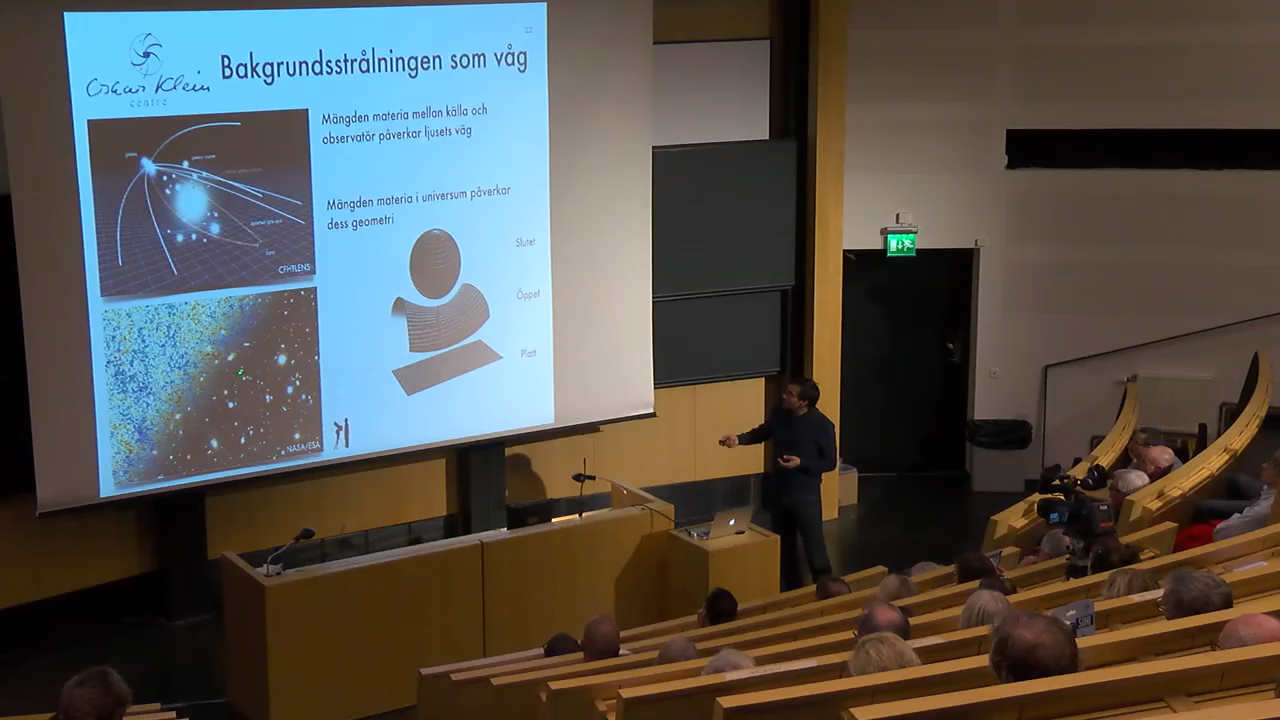 22
Oskar Klein
centre
Bakgrundsstrålningen som våg
Mängden materia mellan källa och
observatör påverkar ljusets väg
CFHTLENS
Mängden materia i universum påverkar
dess geometri
Slutet
Öppet
Platt
NASA/ESA